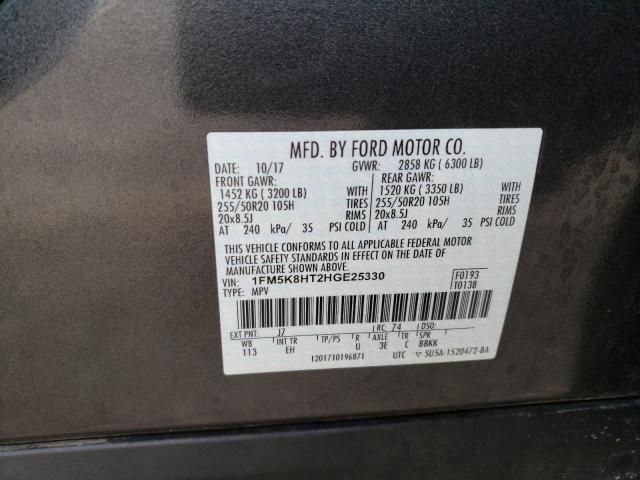 MFD. BY FORD MOTOR CO.
DATE: 10/17 GVWR: 2858 KG ( 6300 LB)
FRONT GAWR: REAR GAWR:
1452 KG ( 3200 LB) WITH 1520 KG ( 3350 LB) WITH
255/50R20 105H TIRES 255/50R20 105H TIRES
20x8.5J RIMS 20x8.5J RIMS
AT 240 kPa/ 35 PSI COLD AT 240 kPa/ 35 PSI COLD
THIS VEHICLE CONFORMS TO ALL APPLICABLE FEDERAL MOTOR
VEHICLE SAFETY STANDARDS IN EFFECT ON THE DATE OF
MANUFACTURE SHOWN ABOVE.
VIN: 1FM5K8HT2HGE25330 F0193
TYPE: MPV T0138
EXT PNT: J7 RC: 74 DSO:
WB INT TR TP/PS R AXLE TR SPR
113 EH U 3E C BBKK
1201710196871 UTC ▽ 5U5A-1520472-BA